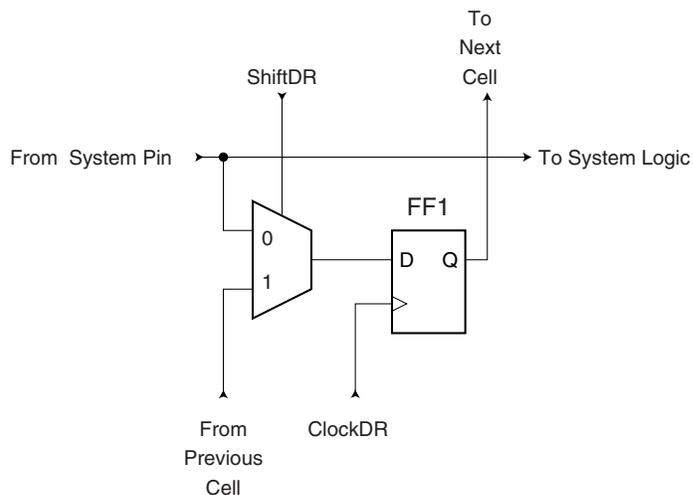 To
Next
Cell
ShiftDR
From System Pin
To System Logic
FF1
0
D Q
1
From
Previous
Cell
ClockDR